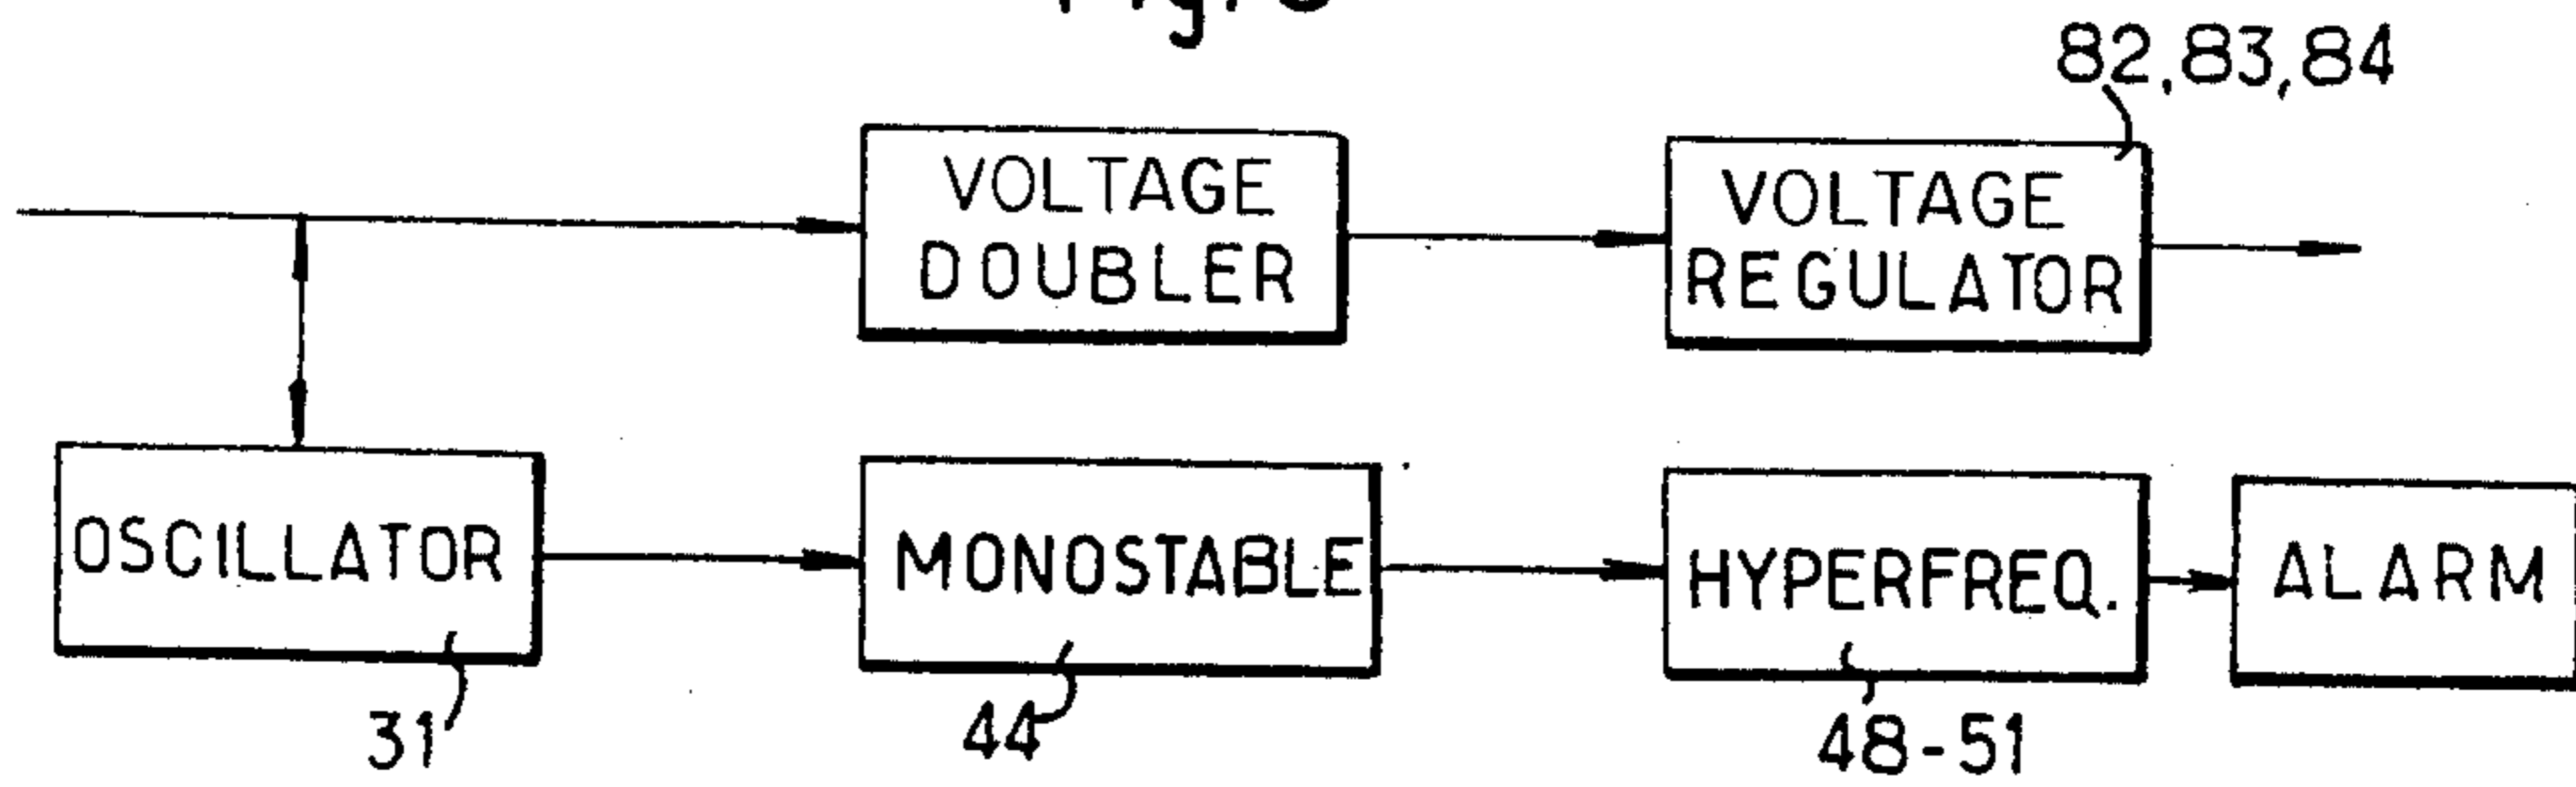 82,83,84
VOLTAGE
DOUBLER
VOLTAGE
REGULATOR
OSCILLATOR
MONOSTABLE
HYPERFREQ.
ALARM
31
44
48-51